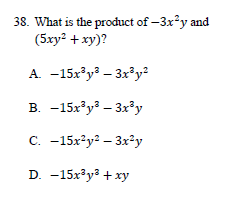 38. What is the product of −3x²y and
(5xy² + xy)?
A. −15x³y³ − 3x³y²
B. −15x³y³ − 3x³y
C. −15x²y² − 3x²y
D. −15x³y³ + xy